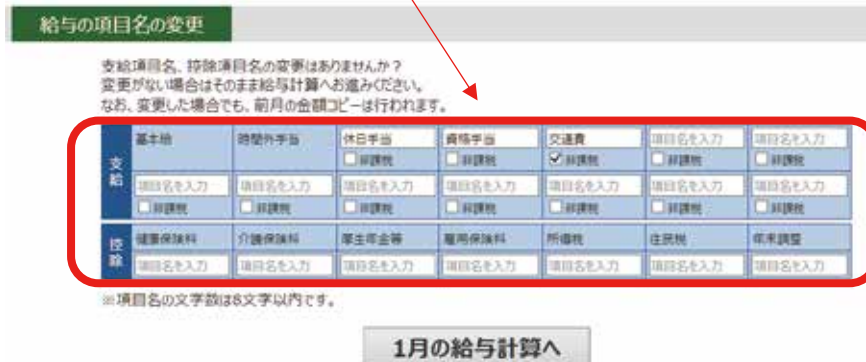 給与の項目名の変更
支給項目名、控除項目名の変更はありませんか？
変更がない場合はそのまま給与計算へお進みください。
なお、変更した場合でも、前月の金額コピーは行われます。
支給
基本給 時間外手当 休日手当 資格手当 交通費 項目名を入力 項目名を入力
非課税 非課税 非課税 非課税 非課税
項目名を入力 項目名を入力 項目名を入力 項目名を入力 項目名を入力 項目名を入力 項目名を入力
非課税 非課税 非課税 非課税 非課税 非課税 非課税
控除
健康保険料 介護保険料 厚生年金等 雇用保険料 所得税 住民税 年末調整
項目名を入力 項目名を入力 項目名を入力 項目名を入力 項目名を入力 項目名を入力 項目名を入力
※項目名の文字数は8文字以内です。
1月の給与計算へ